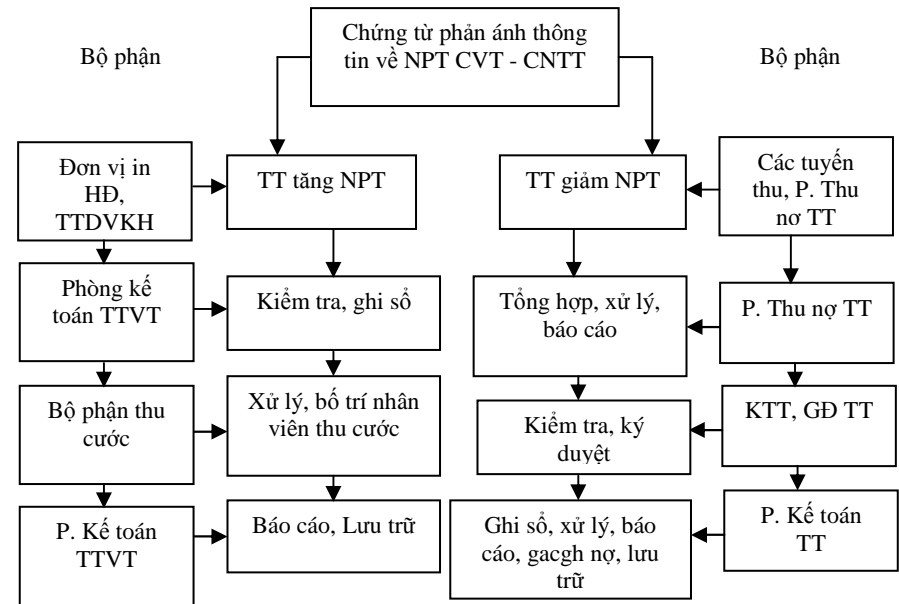 Chứng từ phản ánh thông
tin về NPT CVT - CNTT
Bộ phận
Bộ phận
Đơn vị in
HĐ,
TTDVKH
TT tăng NPT
TT giảm NPT
Các tuyến
thu, P. Thu
nơ TT
Phòng kế
toán TTVT
Kiểm tra, ghi sổ
Tổng hợp, xử lý,
báo cáo
P. Thu nợ TT
Bộ phận thu
cước
Xử lý, bố trí nhân
viên thu cước
Kiểm tra, ký
duyệt
KTT, GĐ TT
P. Kế toán
TTVT
Báo cáo, Lưu trữ
Ghi sổ, xử lý, báo
cáo, gacgh nợ, lưu
trữ
P. Kế toán
TT